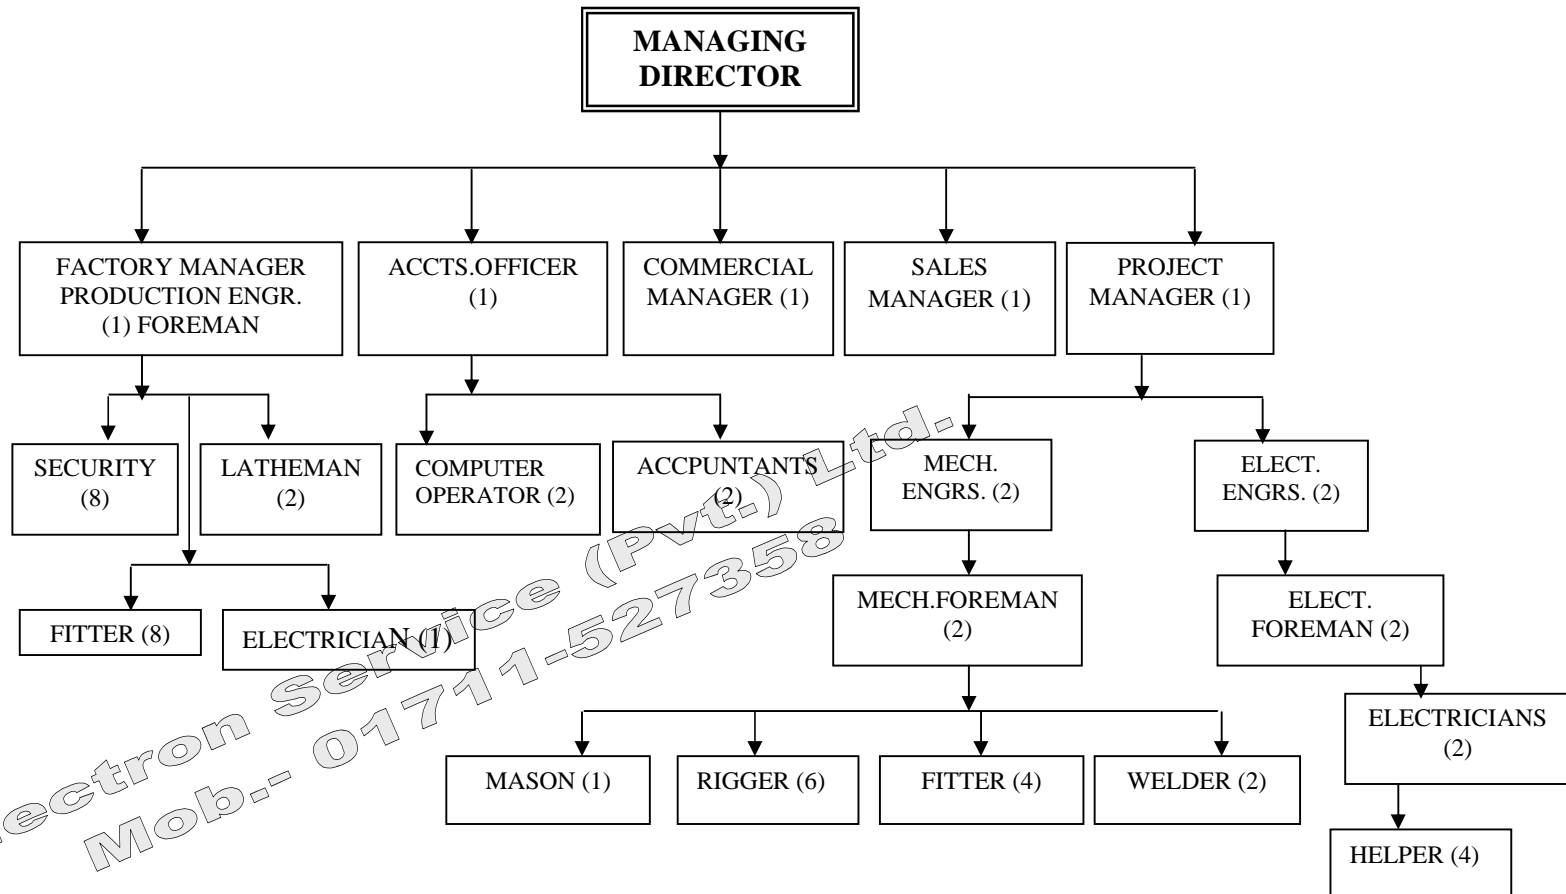 MANAGING
DIRECTOR
FACTORY MANAGER
PRODUCTION ENGR.
(1) FOREMAN
ACCTS.OFFICER
(1)
COMMERCIAL
MANAGER (1)
SALES
MANAGER (1)
PROJECT
MANAGER (1)
SECURITY
(8)
LATHEMAN
(2)
COMPUTER
OPERATOR (2)
ACCPUNTANTS
(2)
MECH.
ENGRS. (2)
ELECT.
ENGRS. (2)
FITTER (8)
ELECTRICIAN (1)
MECH.FOREMAN
(2)
ELECT.
FOREMAN (2)
MASON (1)
RIGGER (6)
FITTER (4)
WELDER (2)
ELECTRICIANS
(2)
HELPER (4)
ectron Service (Pvt.) Ltd.
Mob.- 01711-527358